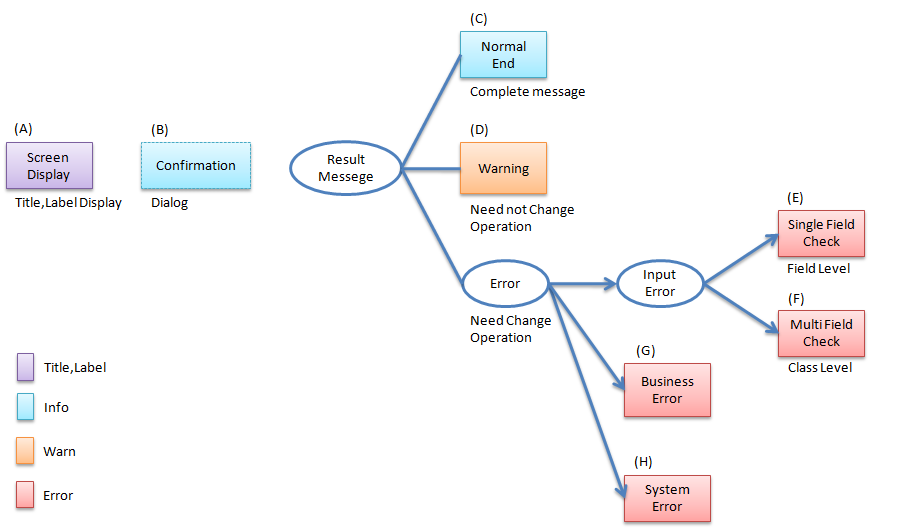 (A)
Screen
Display
Title,Label Display
(B)
Confirmation
Dialog
Result
Messege
(C)
Normal
End
Complete message
(D)
Warning
Need not Change
Operation
Error
Need Change
Operation
Input
Error
(E)
Single Field
Check
Field Level
(F)
Multi Field
Check
Class Level
(G)
Business
Error
(H)
System
Error
Title,Label
Info
Warn
Error